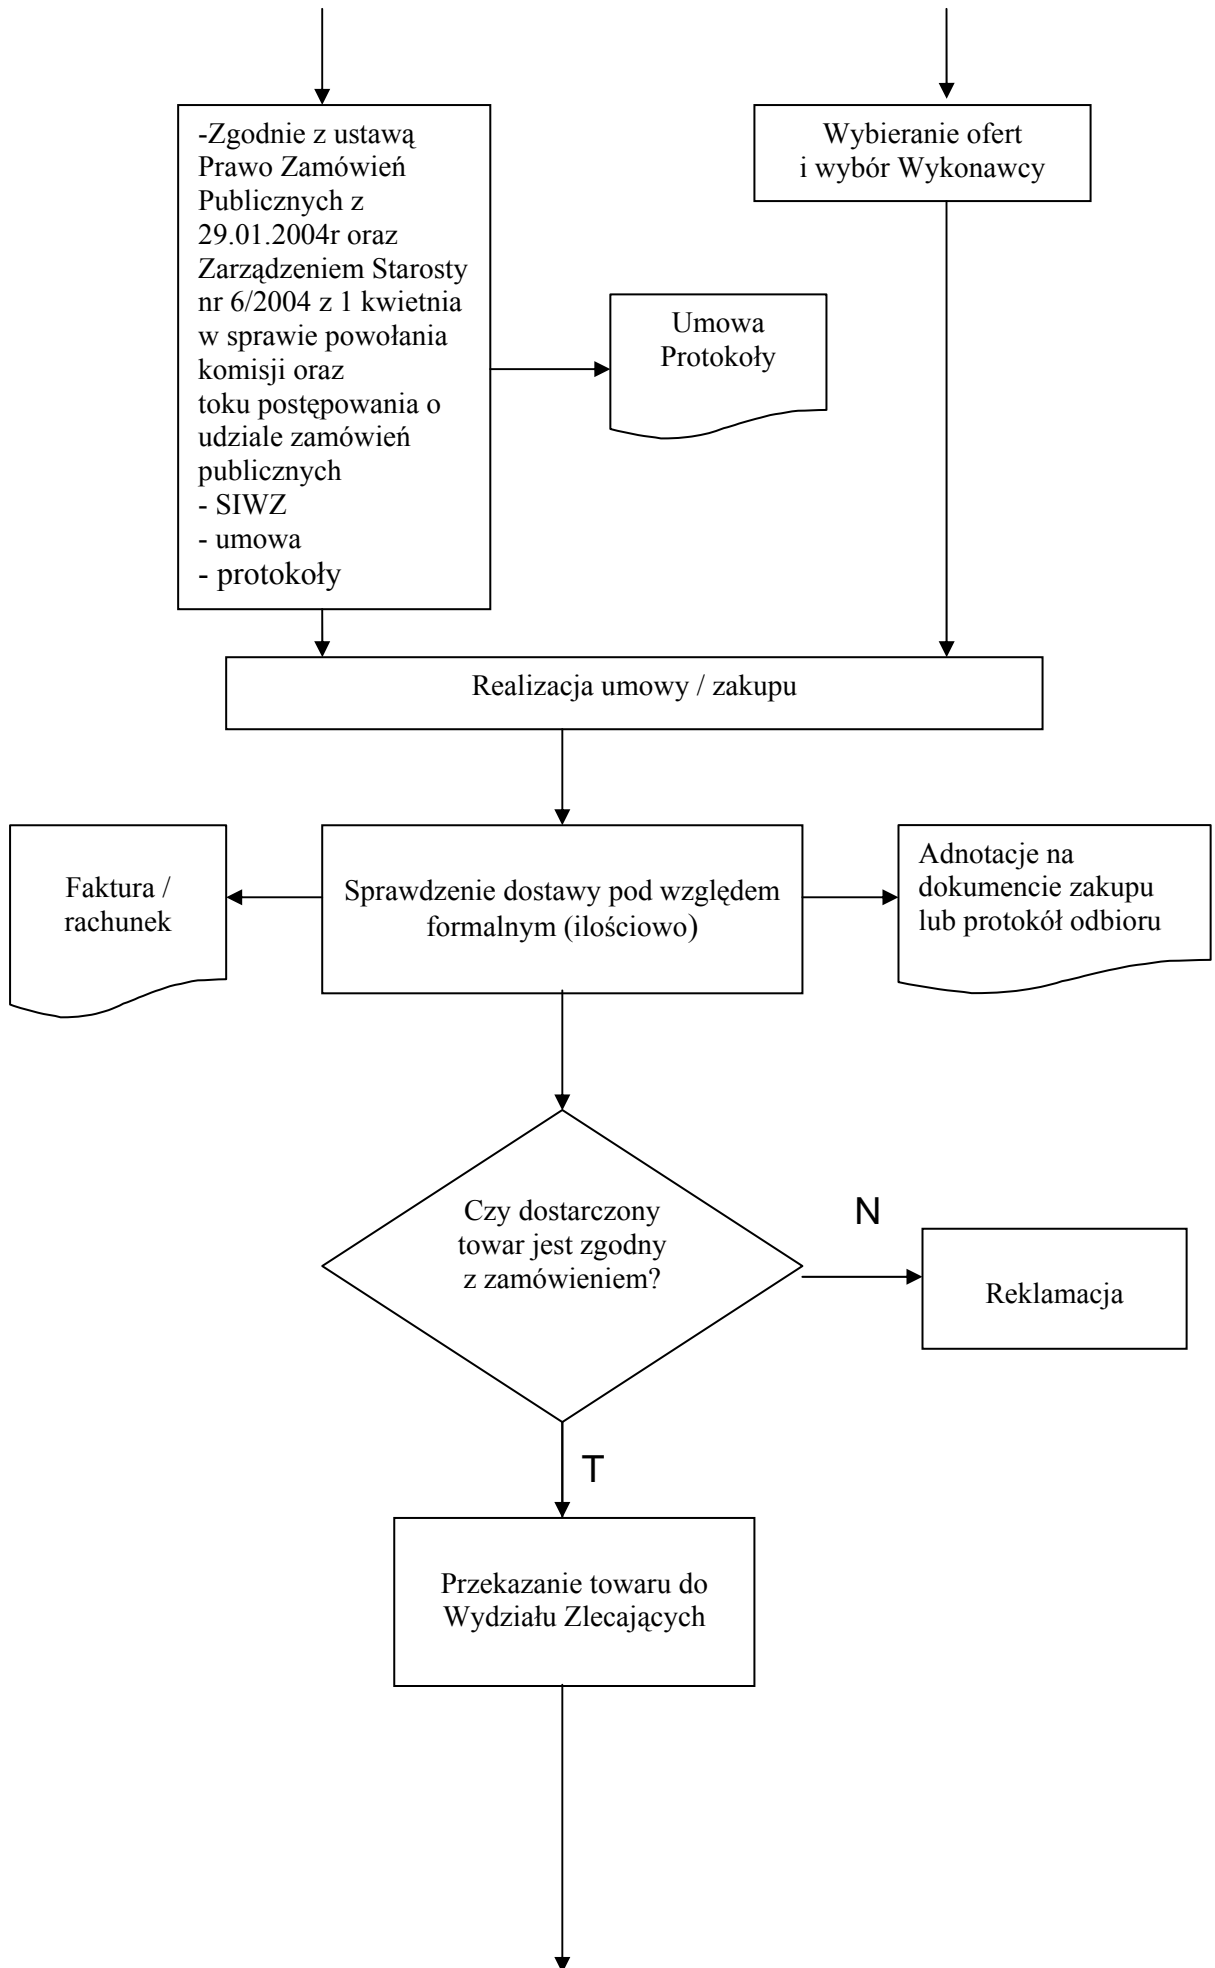 -Zgodnie z ustawą
Prawo Zamówień
Publicznych z
29.01.2004r oraz
Zarządzeniem Starosty
nr 6/2004 z 1 kwietnia
w sprawie powołania
komisji oraz
toku postępowania o
udziale zamówień
publicznych
- SIWZ
- umowa
- protokoły
Wybieranie ofert
i wybór Wykonawcy
Umowa
Protokoły
Realizacja umowy / zakupu
Faktura /
rachunek
Sprawdzenie dostawy pod względem
formalnym (ilościowo)
Adnotacje na
dokumencie zakupu
lub protokół odbioru
Czy dostarczony
towar jest zgodny
z zamówieniem?
N
Reklamacja
T
Przekazanie towaru do
Wydziału Zlecających